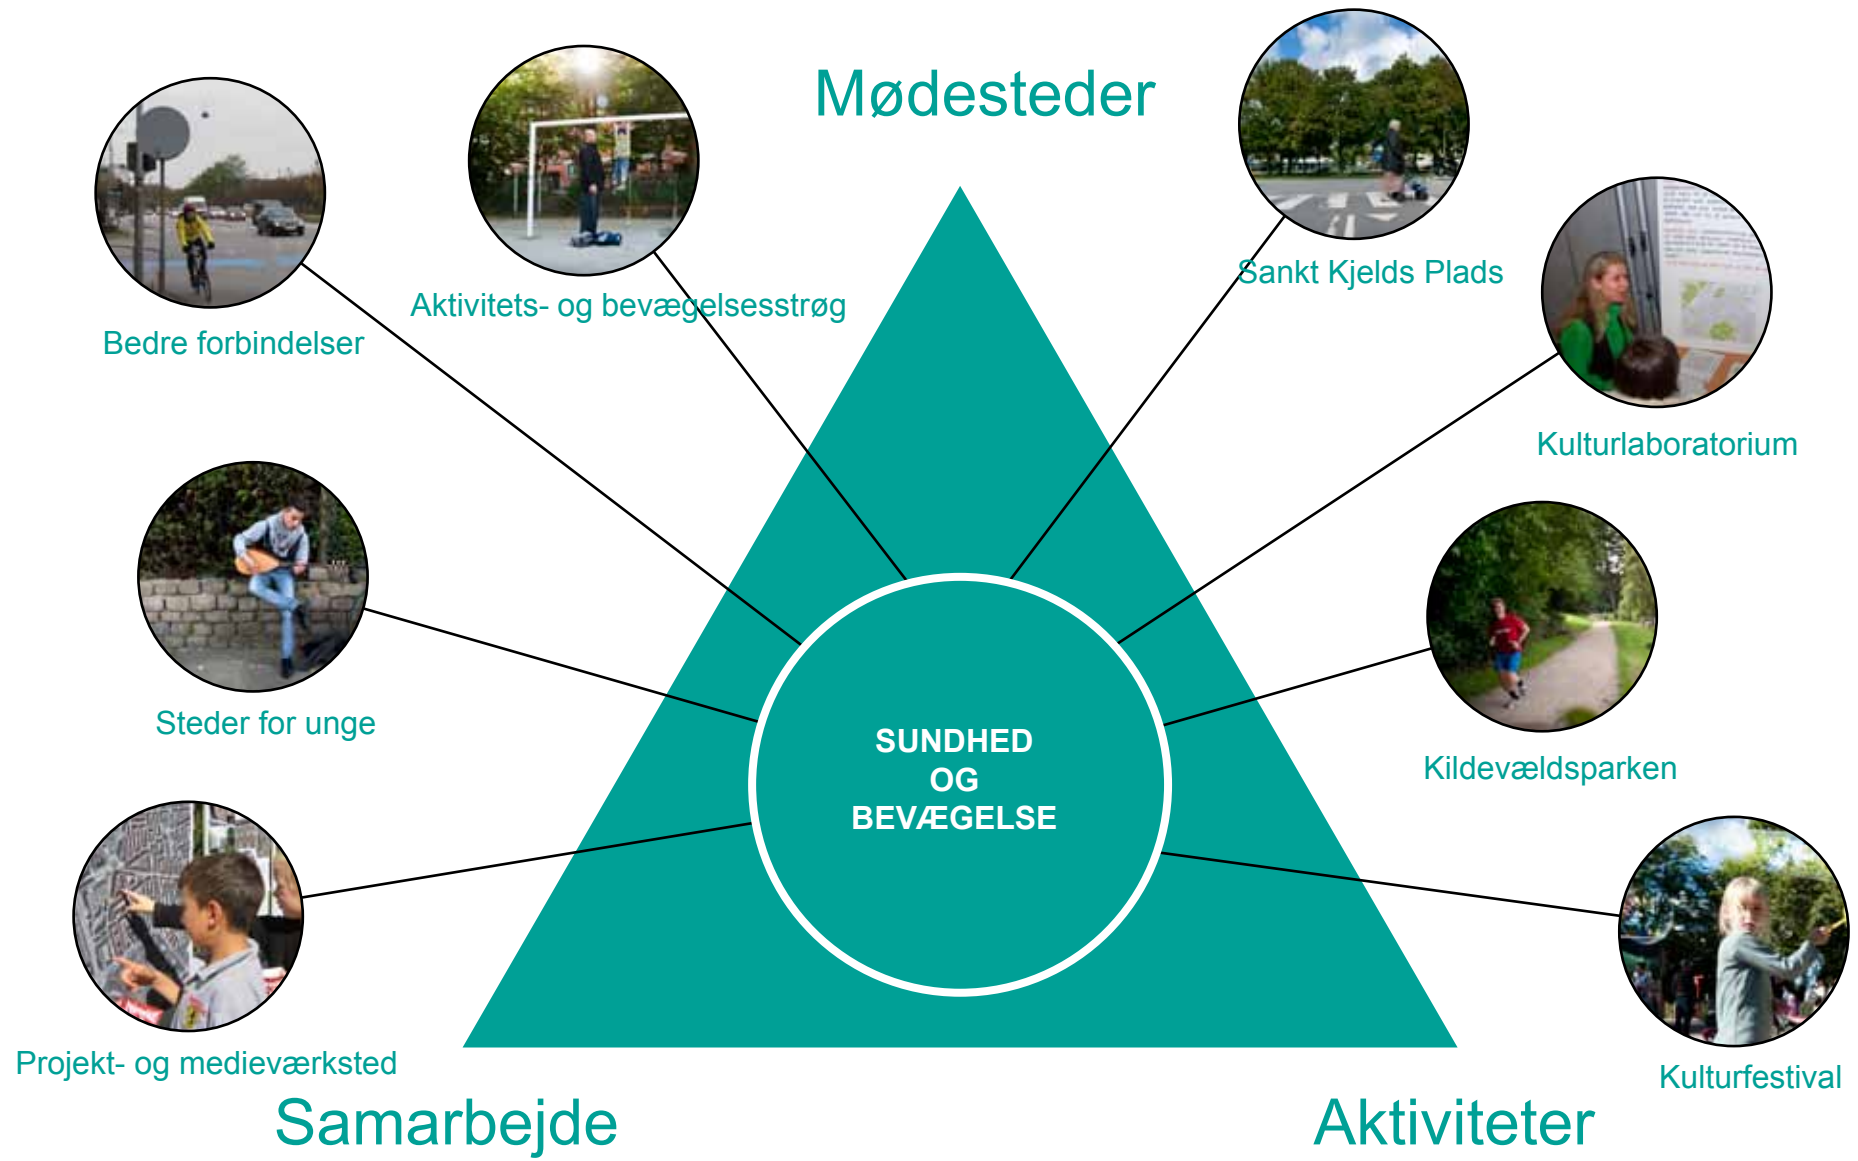 Mødesteder
Sankt Kjelds Plads
Aktivitets- og bevægelsesstrøg
Bedre forbindelser
Kulturlaboratorium
Steder for unge
SUNDHED
OG
BEVÆGELSE
Kildevældsparken
Projekt- og medieværksted
Kulturfestival
Samarbejde
Aktiviteter